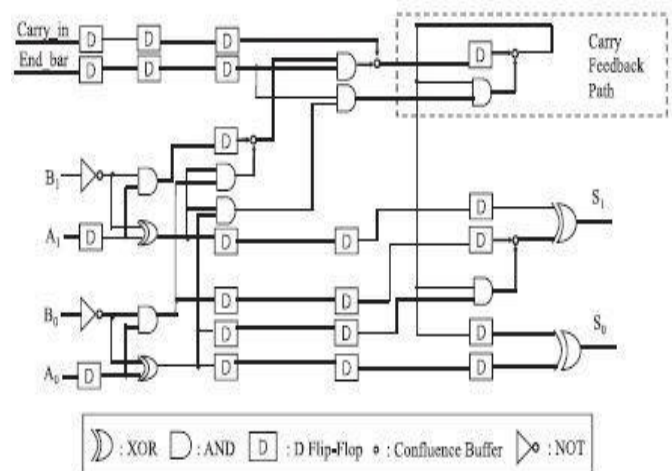 Carry_in D D D
End_bar D D D
D
Carry
Feedback
Path
D
B₁
A₁ D
D D D
D
S₁
B₀
D D
D D
A₀ D
D D D
D
S₀
: XOR : AND D : D Flip-Flop : Confluence Buffer : NOT